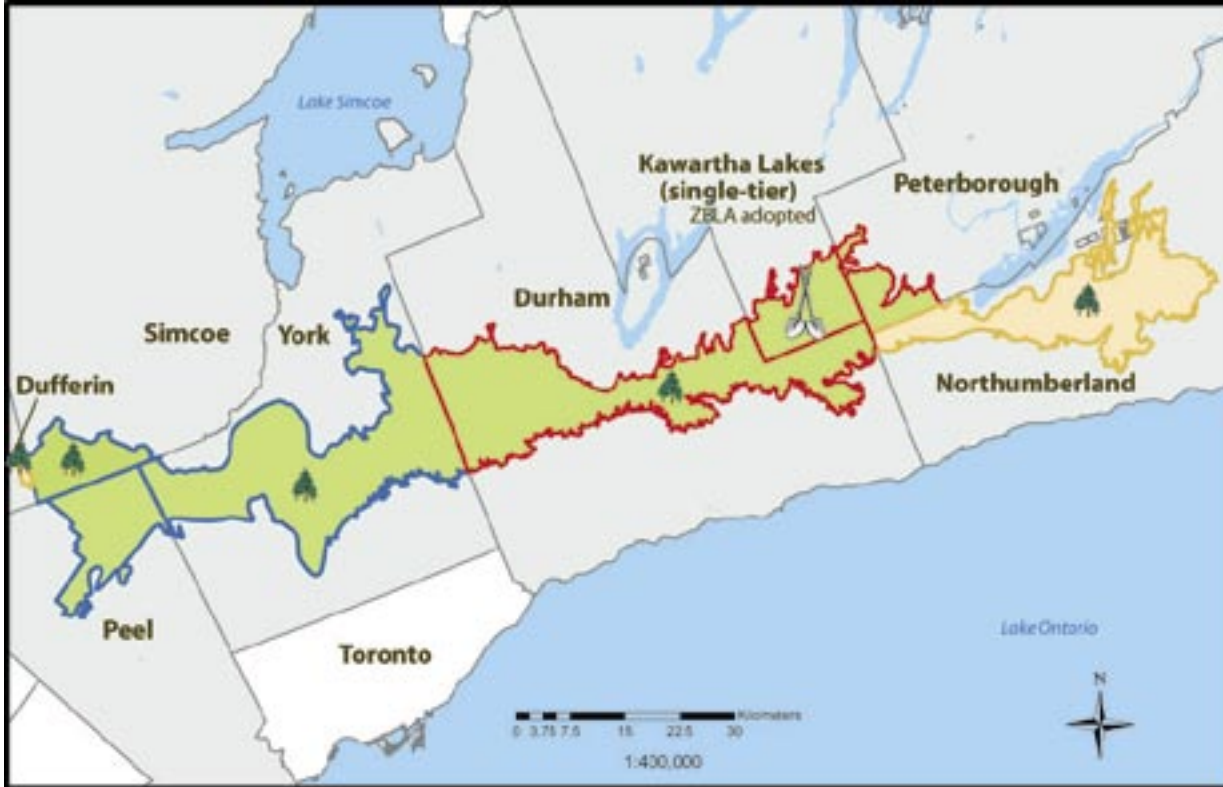 Lake Simcoe
Kawartha Lakes
(single-tier)
ZBLA adopted
Peterborough
Durham
Simcoe
York
Dufferin
Northumberland
Peel
Toronto
Lake Ontario
N
Kilometers
0 3.75 7.5 15 22.5 30
1:430,000